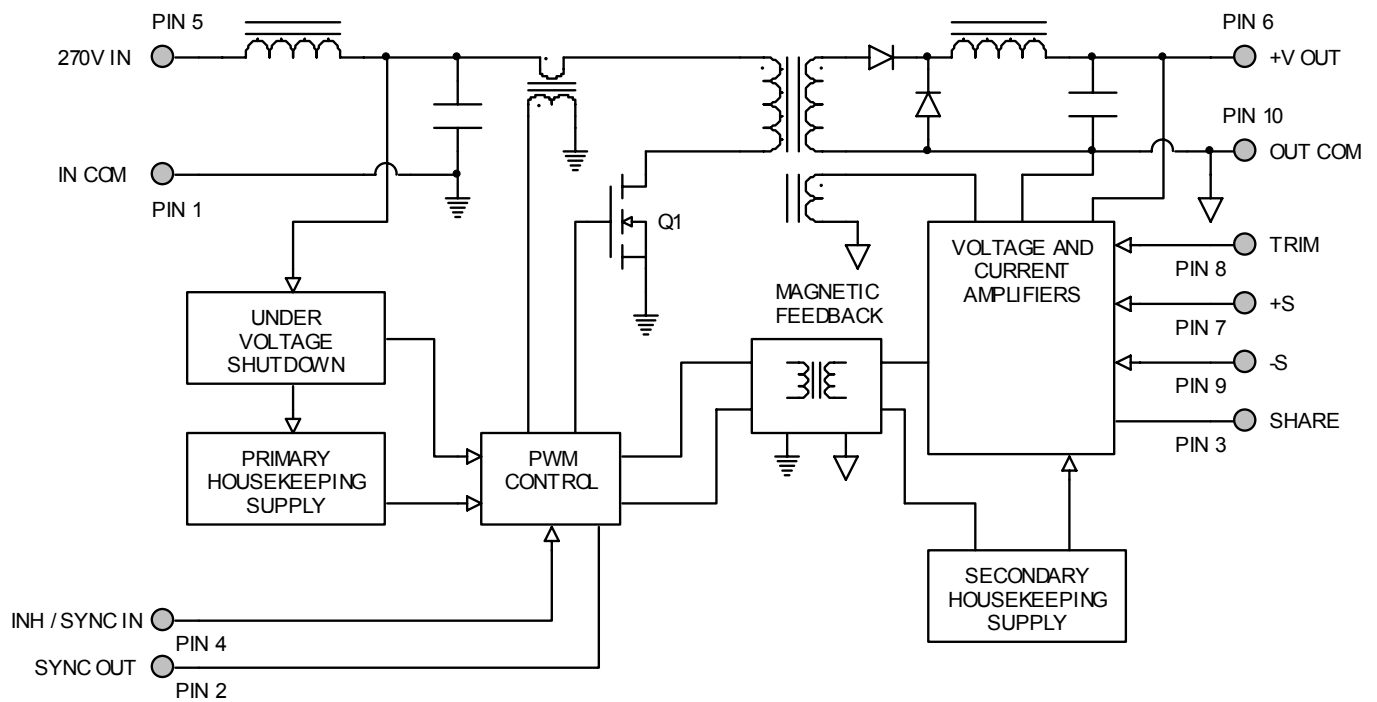 PIN 5
270V IN
IN COM
PIN 1
PIN 6
+V OUT
PIN 10
OUT COM
Q1
UNDER
VOLTAGE
SHUTDOWN
PRIMARY
HOUSEKEEPING
SUPPLY
PWM
CONTROL
MAGNETIC
FEEDBACK
VOLTAGE AND
CURRENT
AMPLIFIERS
TRIM
PIN 8
+S
PIN 7
-S
PIN 9
SHARE
PIN 3
SECONDARY
HOUSEKEEPING
SUPPLY
INH / SYNC IN
PIN 4
SYNC OUT
PIN 2